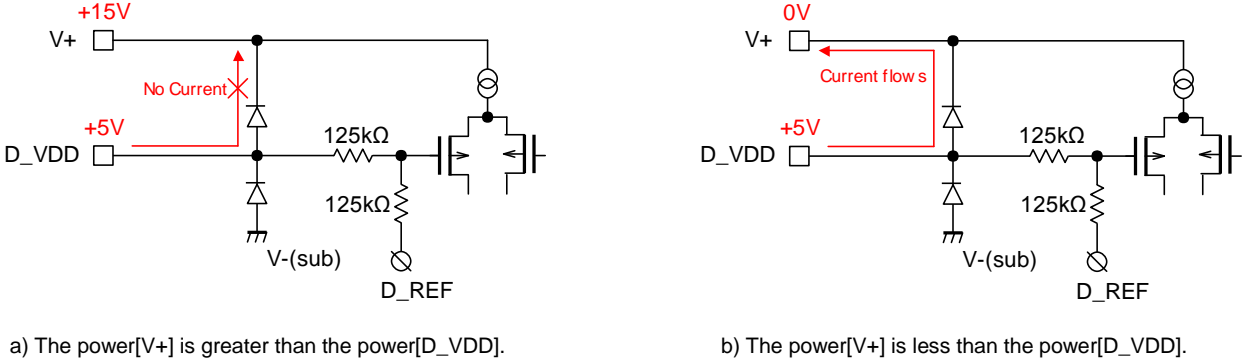 +15V
V+
No Current
+5V
D_VDD
125kΩ
125kΩ
V-(sub)
D_REF
a) The power[V+] is greater than the power[D_VDD].
0V
V+
Current flows
+5V
D_VDD
125kΩ
125kΩ
V-(sub)
D_REF
b) The power[V+] is less than the power[D_VDD].